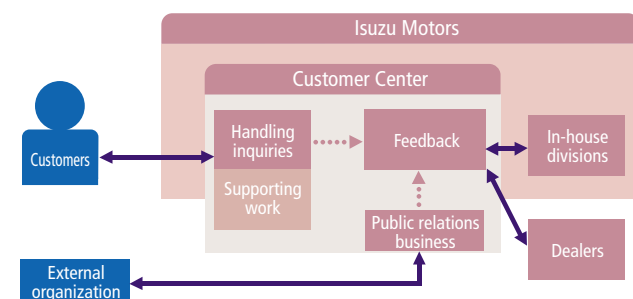 Isuzu Motors
Customer Center
Handling
inquiries
Feedback
In-house
divisions
Customers
Supporting
work
Public relations
business
Dealers
External
organization